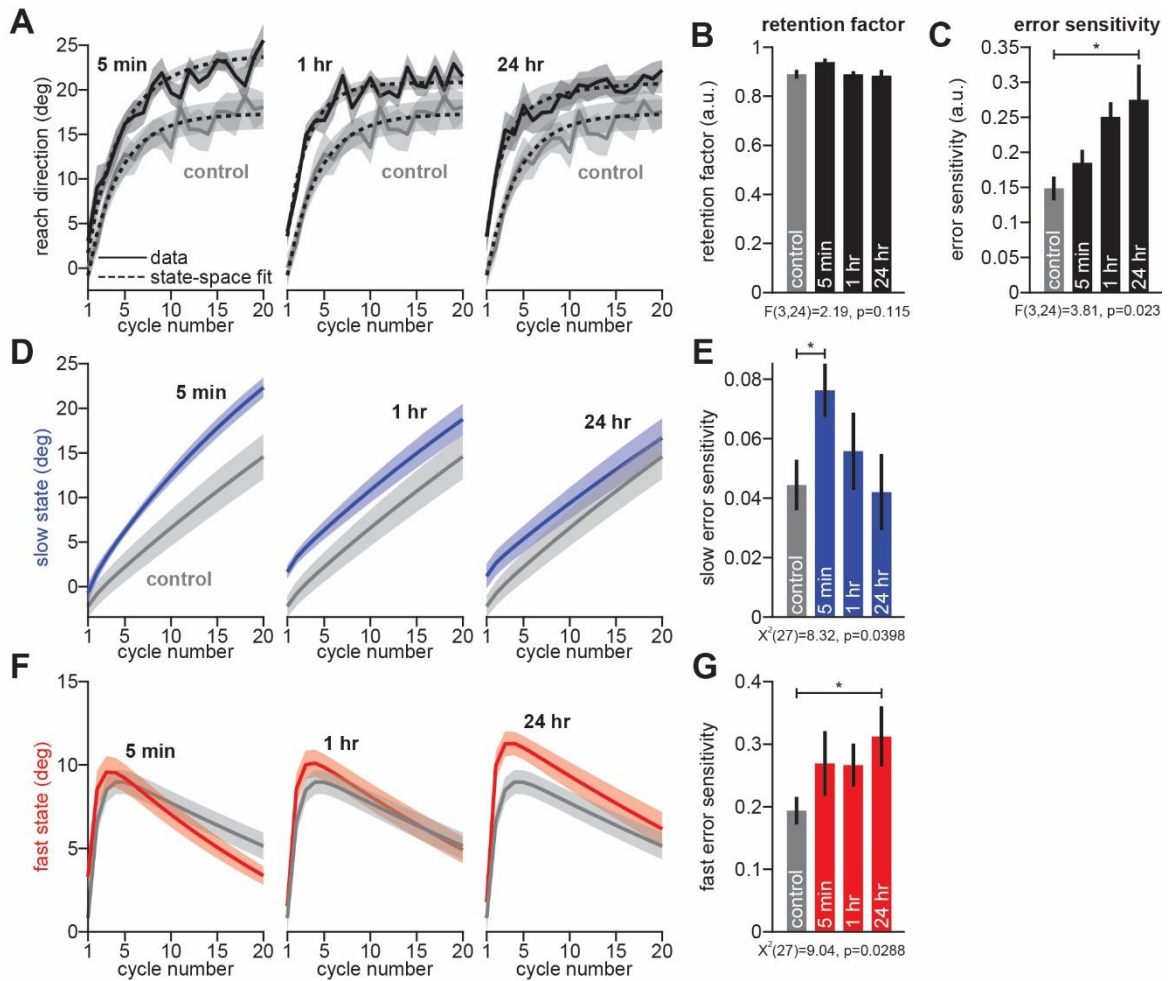 A
25
20
15
10
5
0
reach direction (deg)
5 min
control
data
state-space fit
1 5 10 15 20
cycle number
1 hr
control
1 5 10 15 20
cycle number
24 hr
control
1 5 10 15 20
cycle number
B
retention factor
1
0.8
0.6
0.4
0.2
0
retention factor (a.u.)
control
5 min
1 hr
24 hr
F(3,24)=2.19, p=0.115
C
error sensitivity
*
0.35
0.3
0.25
0.2
0.15
0.1
0.05
0
error sensitivity (a.u.)
control
5 min
1 hr
24 hr
F(3,24)=3.81, p=0.023
D
25
20
15
10
5
0
slow state (deg)
5 min
control
1 5 10 15 20
cycle number
1 hr
1 5 10 15 20
cycle number
24 hr
1 5 10 15 20
cycle number
E
*
0.08
0.06
0.04
0.02
0
slow error sensitivity
control
5 min
1 hr
24 hr
X²(27)=8.32, p=0.0398
F
15
10
5
0
fast state (deg)
5 min
1 5 10 15 20
cycle number
1 hr
1 5 10 15 20
cycle number
24 hr
1 5 10 15 20
cycle number
G
*
0.4
0.3
0.2
0.1
0
fast error sensitivity
control
5 min
1 hr
24 hr
X²(27)=9.04, p=0.0288